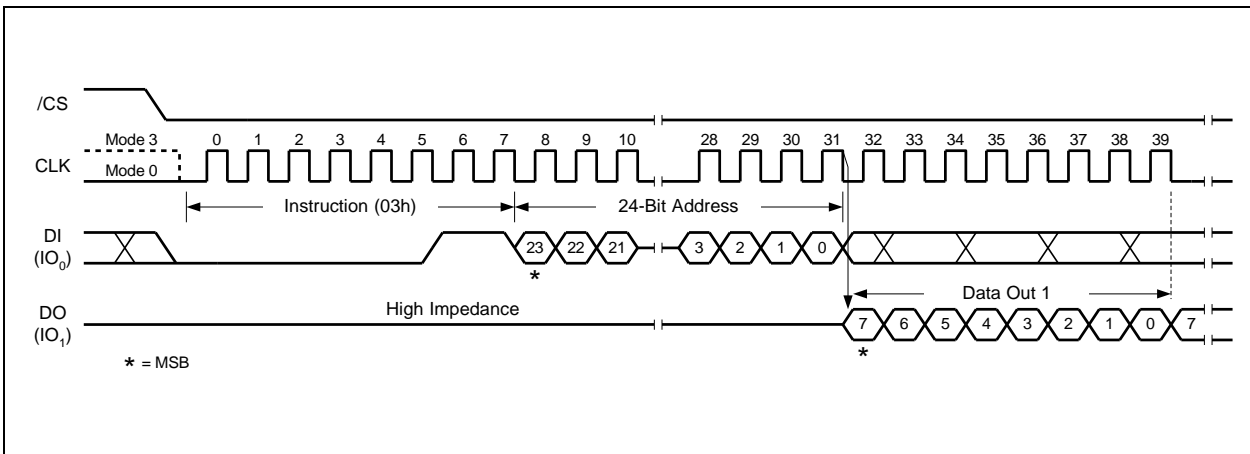 /CS
Mode 3
0 1 2 3 4 5 6 7 8 9 10 28 29 30 31 32 33 34 35 36 37 38 39
CLK
Mode 0
Instruction (03h)
24-Bit Address
DI
(IO₀)
23 22 21 3 2 1 0
*
High Impedance
Data Out 1
DO
(IO₁)
7 6 5 4 3 2 1 0 7
*
* = MSB